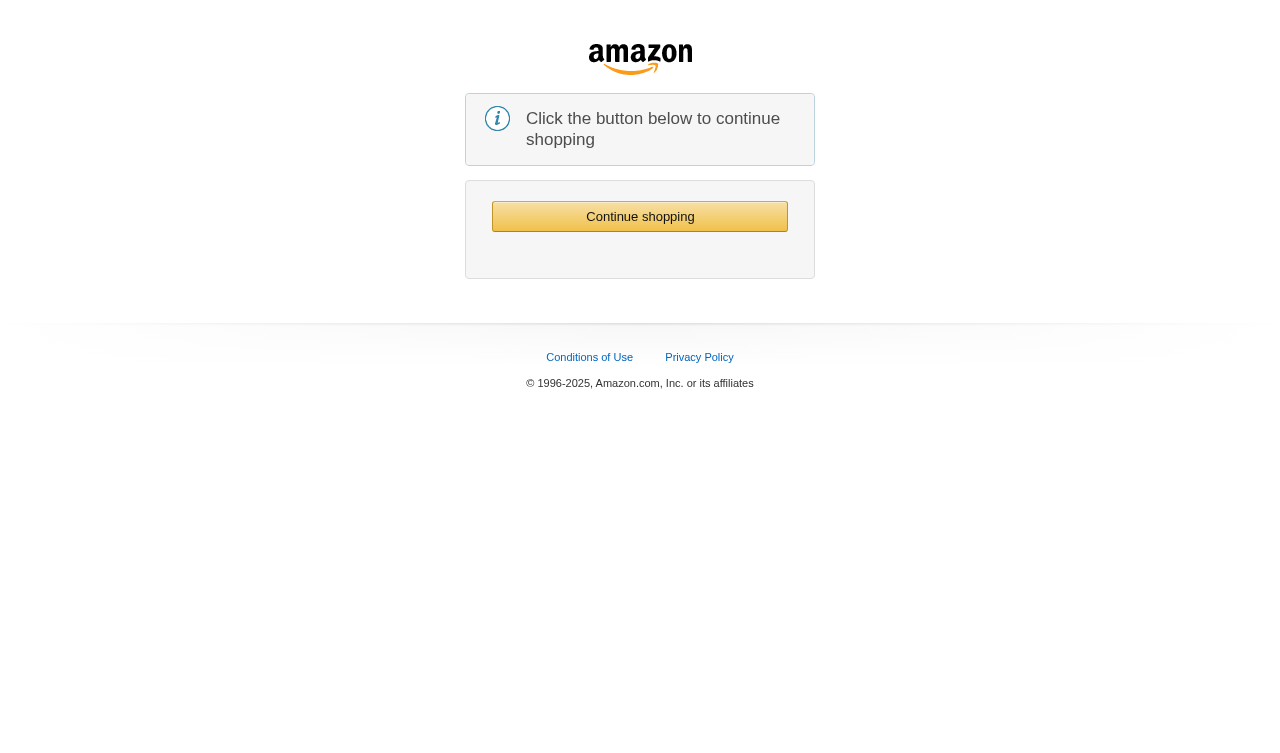 amazon
Click the button below to continue
shopping
Continue shopping
Conditions of Use Privacy Policy
© 1996-2025, Amazon.com, Inc. or its affiliates